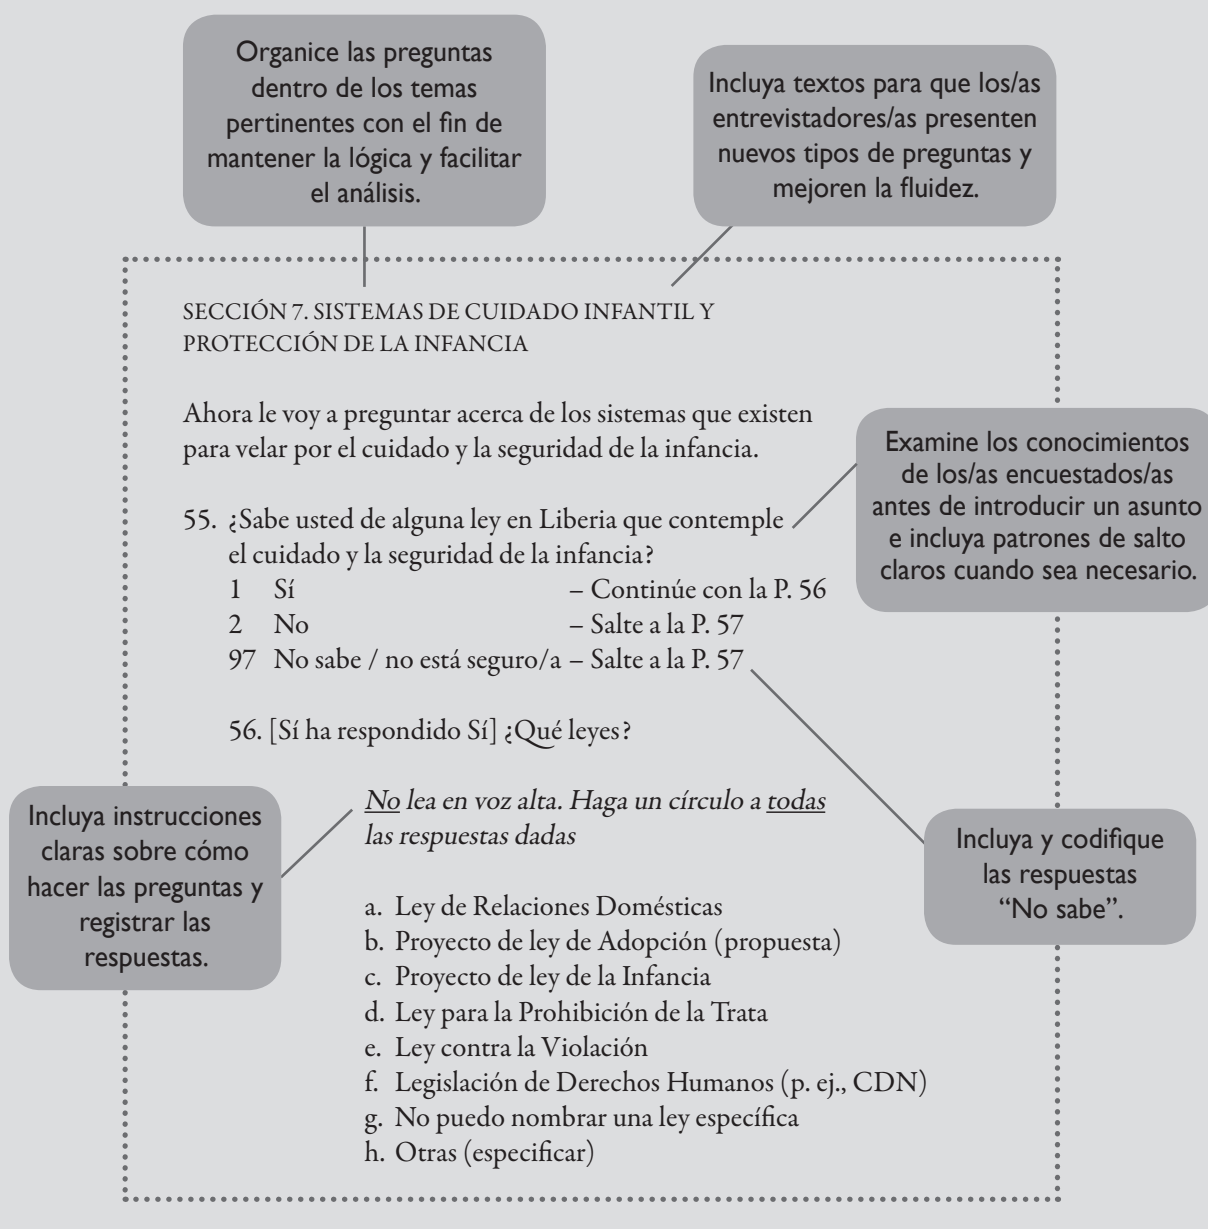 Organice las preguntas
dentro de los temas
pertinentes con el fin de
mantener la lógica y facilitar
el análisis.
Incluya textos para que los/as
entrevistadores/as presenten
nuevos tipos de preguntas y
mejoren la fluidez.
SECCIÓN 7. SISTEMAS DE CUIDADO INFANTIL Y
PROTECCIÓN DE LA INFANCIA
Ahora le voy a preguntar acerca de los sistemas que existen
para velar por el cuidado y la seguridad de la infancia.
Examine los conocimientos
de los/as encuestados/as
antes de introducir un asunto
e incluya patrones de salto
claros cuando sea necesario.
55. ¿Sabe usted de alguna ley en Liberia que contemple
el cuidado y la seguridad de la infancia?
1 Sí – Continúe con la P. 56
2 No – Salte a la P. 57
97 No sabe / no está seguro/a – Salte a la P. 57
56. [Sí ha respondido Sí] ¿Qué leyes?
Incluya instrucciones
claras sobre cómo
hacer las preguntas y
registrar las
respuestas.
No lea en voz alta. Haga un círculo a todas
las respuestas dadas
Incluya y codifique
las respuestas
“No sabe”.
a. Ley de Relaciones Domésticas
b. Proyecto de ley de Adopción (propuesta)
c. Proyecto de ley de la Infancia
d. Ley para la Prohibición de la Trata
e. Ley contra la Violación
f. Legislación de Derechos Humanos (p. ej., CDN)
g. No puedo nombrar una ley específica
h. Otras (especificar)